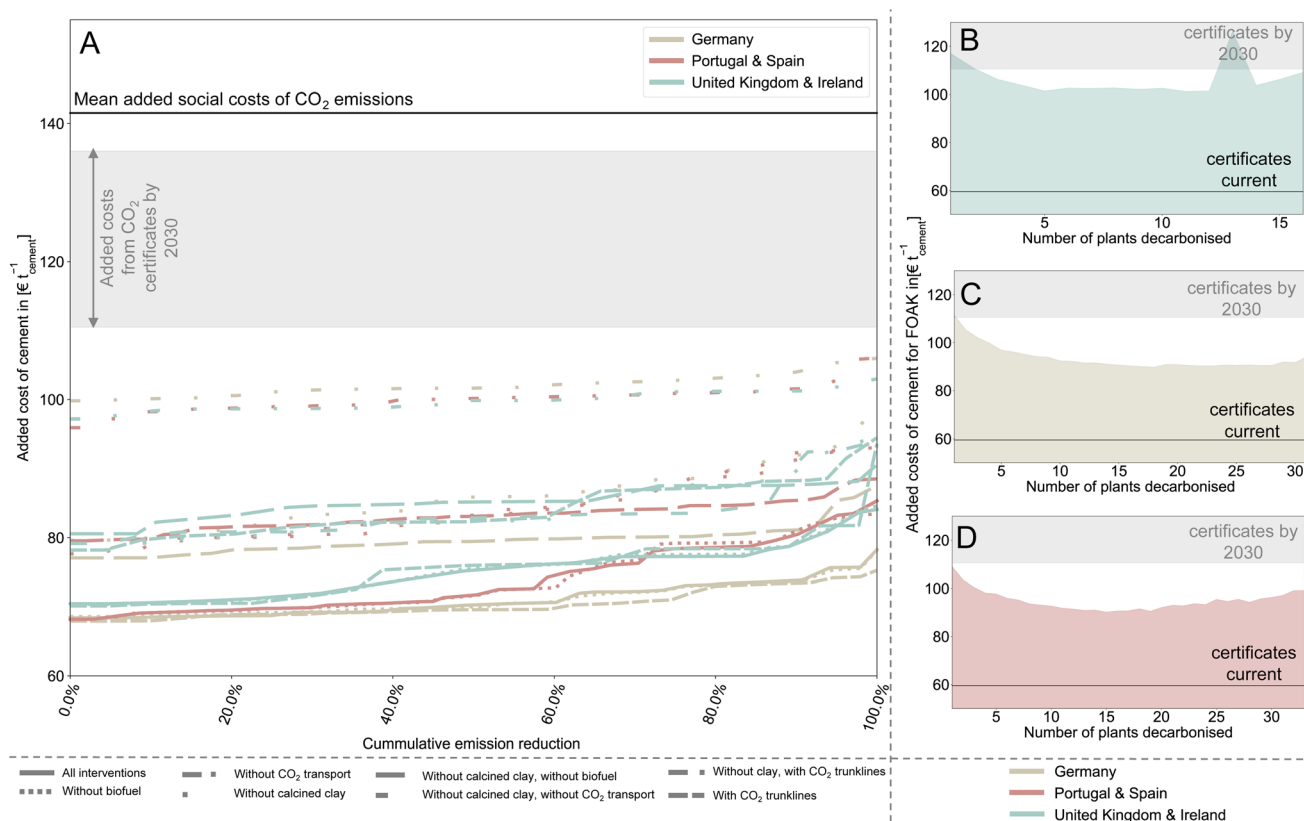 A
Germany
Portugal & Spain
United Kingdom & Ireland
Mean added social costs of CO₂ emissions
140
120
100
80
60
Added cost of cement in [€ t⁻¹cement]
Added costs
from CO₂
certificates by
2030
0.0%
20.0%
40.0%
60.0%
80.0%
100.0%
Cummulative emission reduction
All interventions
Without biofuel
Without CO₂ transport
Without calcined clay
Without calcined clay, without biofuel
Without calcined clay, without CO₂ transport
Without clay, with CO₂ trunklines
With CO₂ trunklines
Added costs of cement for FOAK in[€ t⁻¹cement]
B
certificates by
2030
120
100
80
60
certificates
current
5
10
15
Number of plants decarbonised
C
certificates by
2030
120
100
80
60
certificates
current
5
10
15
20
25
30
Number of plants decarbonised
D
certificates by
2030
120
100
80
60
certificates
current
5
10
15
20
25
30
Number of plants decarbonised
Germany
Portugal & Spain
United Kingdom & Ireland